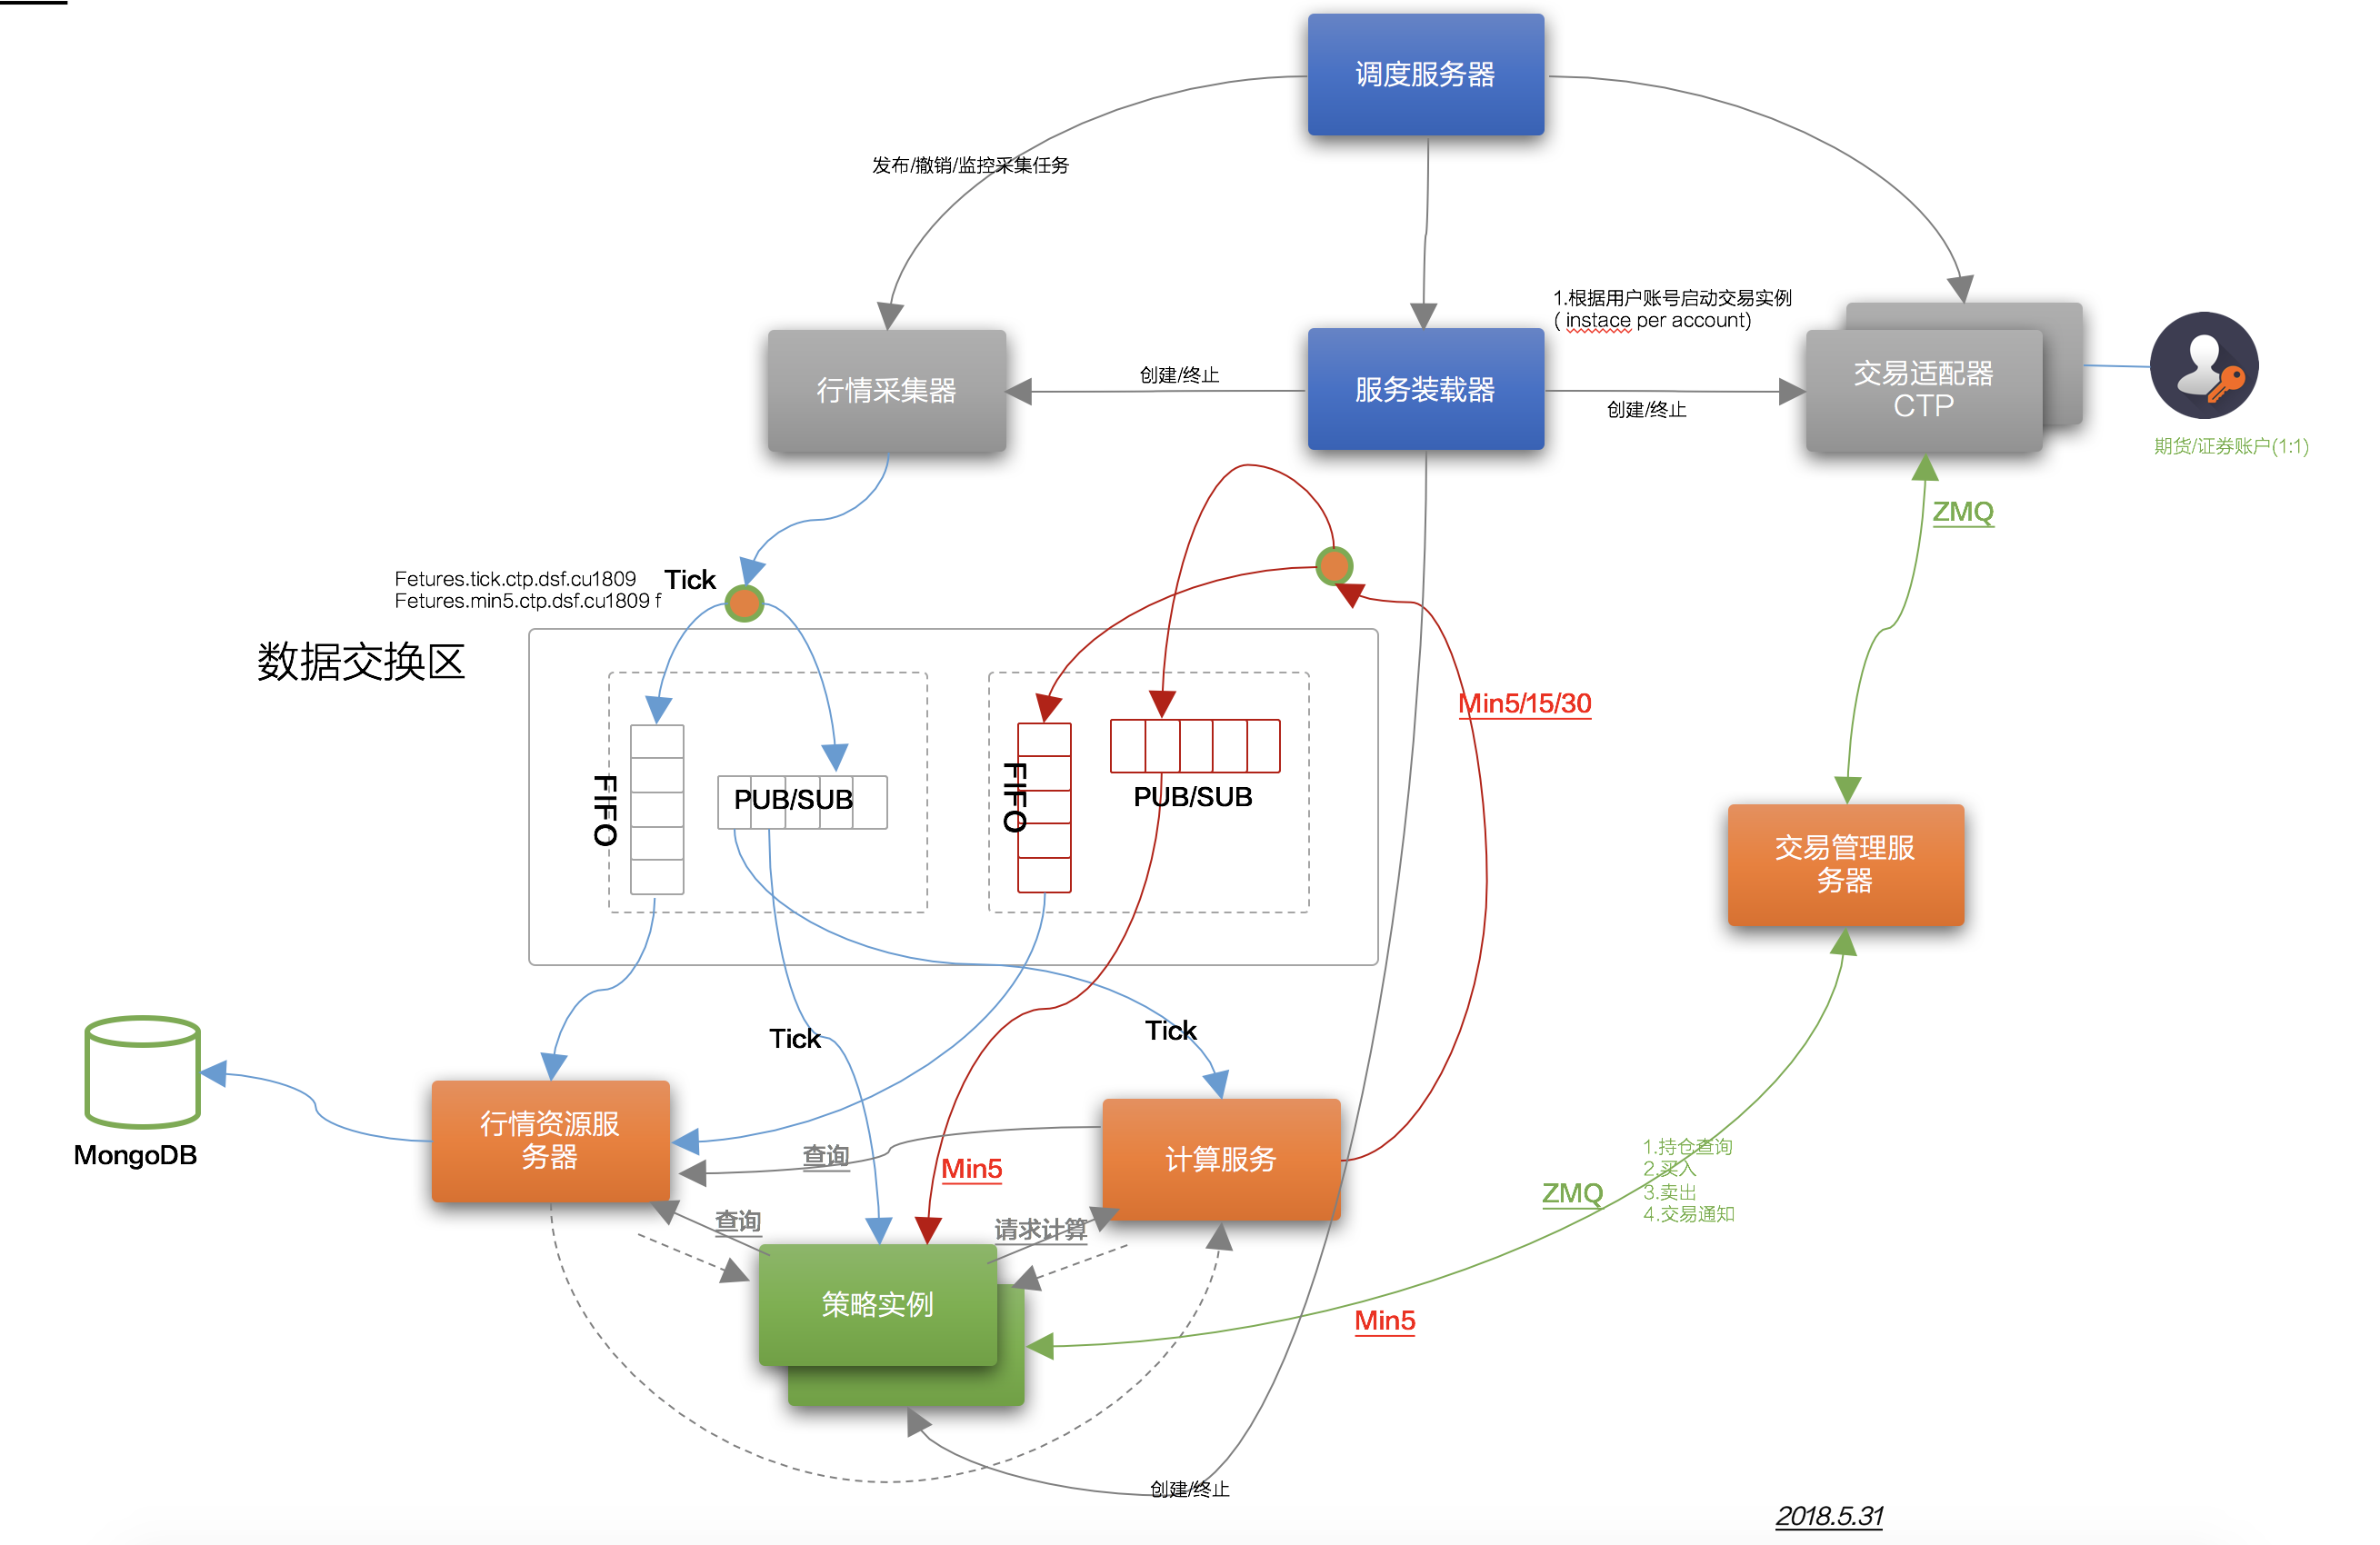 调度服务器
发布/撤销/监控采集任务
1.根据用户账号启动交易实例
( instace per account)
行情采集器
创建/终止
服务装载器
创建/终止
交易适配器
CTP
期货/证券账户(1:1)
ZMQ
Fetures.tick.ctp.dsf.cu1809
Fetures.min5.ctp.dsf.cu1809 f
Tick
数据交换区
Min5/15/30
FIFO
PUB/SUB
FIFO
PUB/SUB
交易管理服
务器
Tick
Tick
MongoDB
行情资源服
务器
查询
Min5
计算服务
1.持仓查询
2.买入
3.卖出
4.交易通知
ZMQ
查询
请求计算
策略实例
Min5
创建/终止
2018.5.31